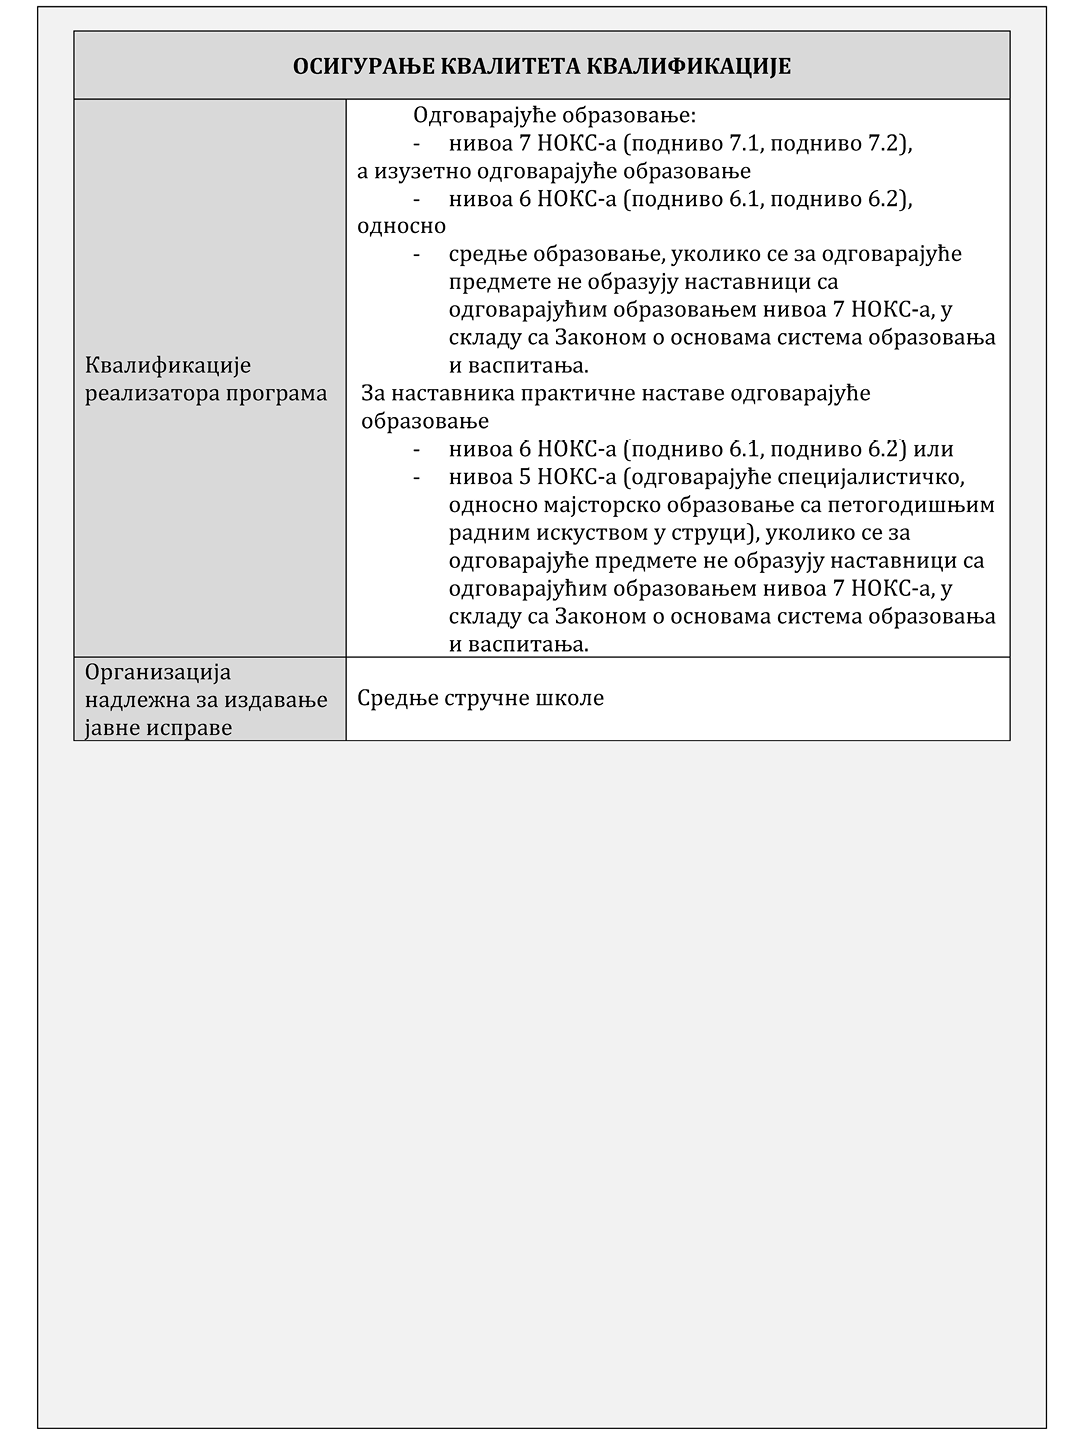 ОСИГУРАЊЕ КВАЛИТЕТА КВАЛИФИКАЦИЈЕ
Квалификације
реализатора програма
Одговарајуће образовање:
- нивоа 7 НОКС-а (подниво 7.1, подниво 7.2),
а изузетно одговарајуће образовање
- нивоа 6 НОКС-а (подниво 6.1, подниво 6.2),
односно
- средње образовање, уколико се за одговарајуће
предмете не образују наставници са
одговарајућим образовањем нивоа 7 НОКС-а, у
складу са Законом о основама система образовања
и васпитања.
За наставника практичне наставе одговарајуће
образовање
- нивоа 6 НОКС-а (подниво 6.1, подниво 6.2) или
- нивоа 5 НОКС-а (одговарајуће специјалистичко,
односно мајсторско образовање са петогодишњим
радним искуством у струци), уколико се за
одговарајуће предмете не образују наставници са
одговарајућим образовањем нивоа 7 НОКС-а, у
складу са Законом о основама система образовања
и васпитања.
Организација
надлежна за издавање
јавне исправе
Средње стручне школе